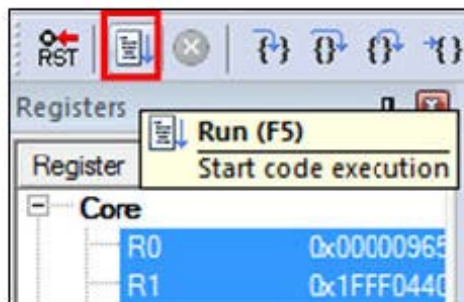 RST
Registers
Run (F5)
Register
Start code execution
Core
R0 0x00000965
R1 0x1FFF0440